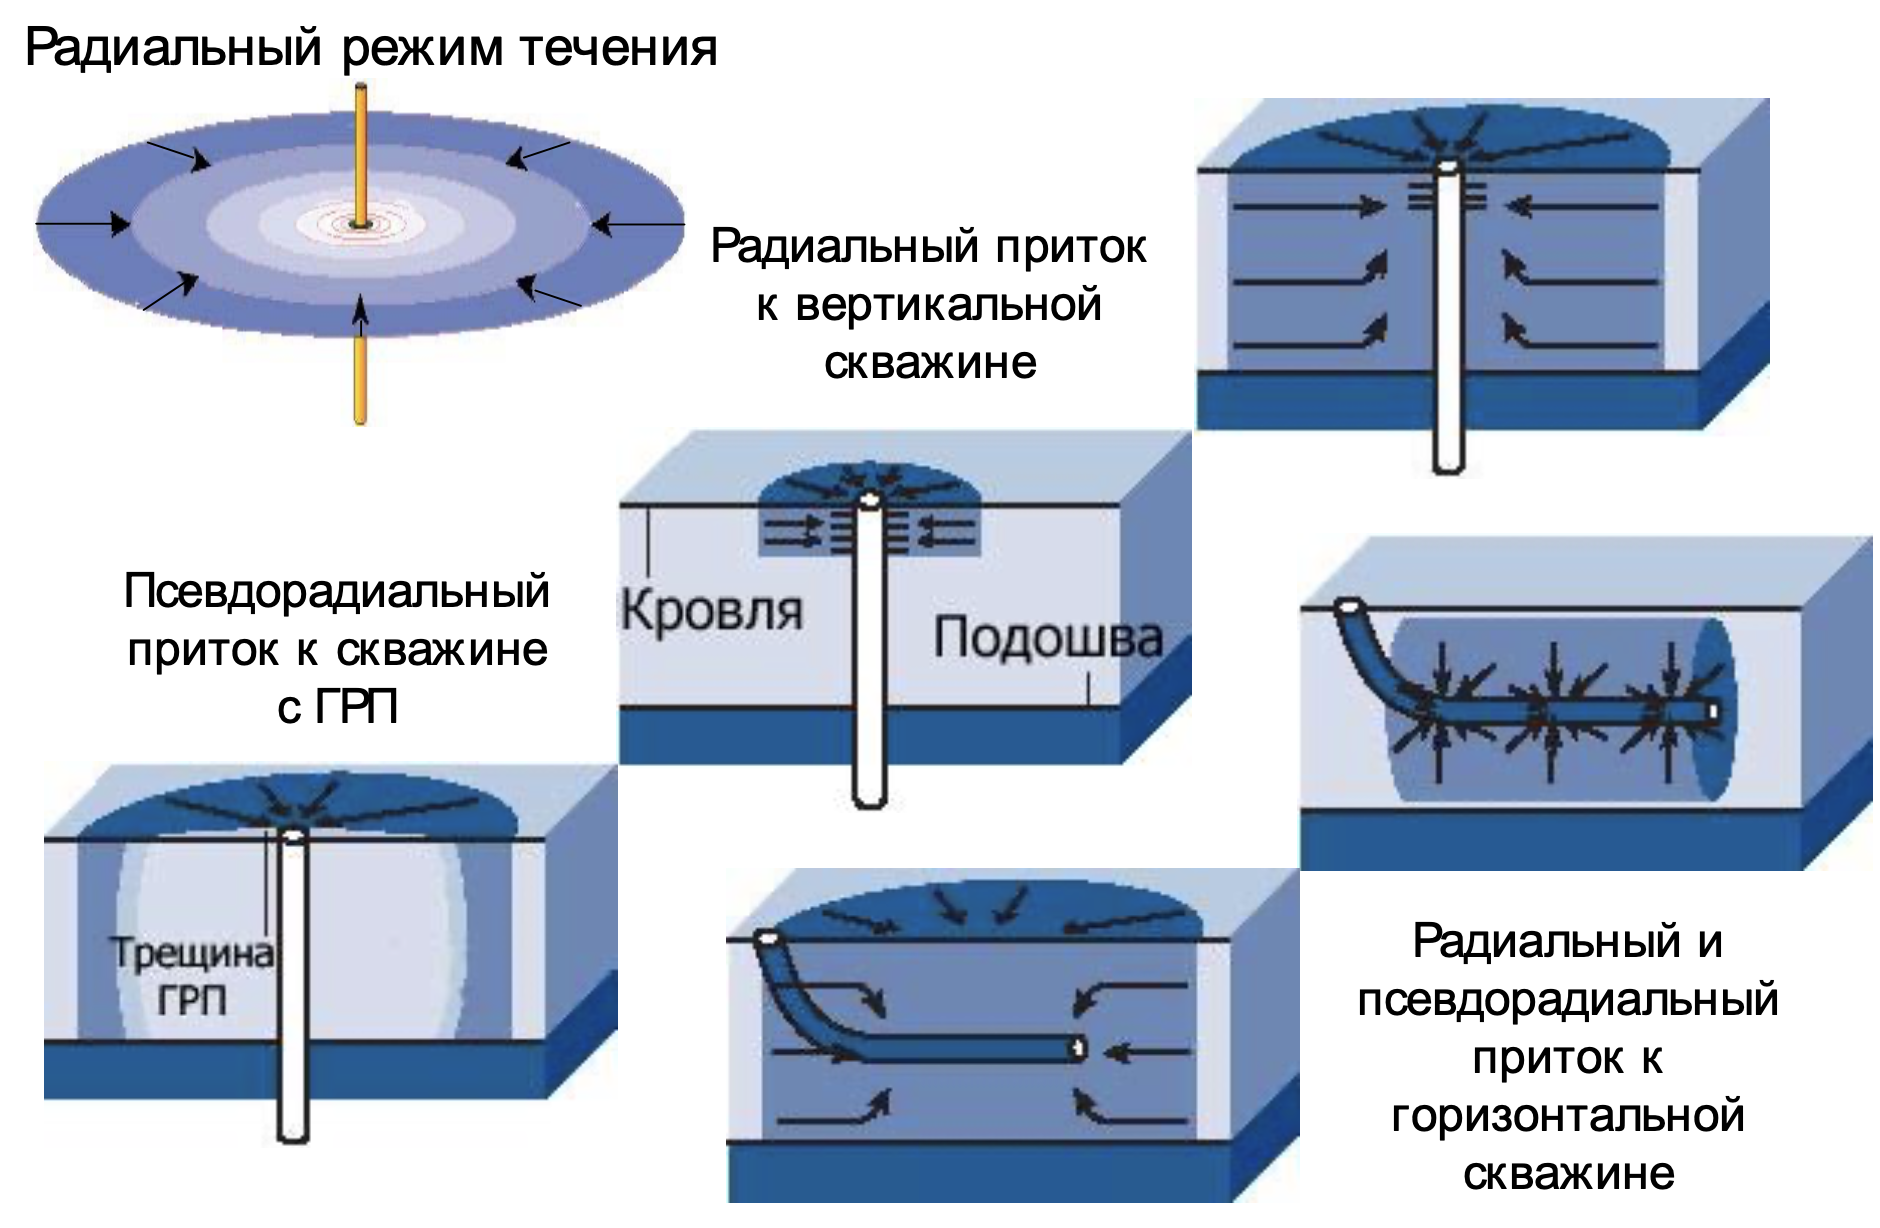 Радиальный режим течения
Радиальный приток
к вертикальной
скважине
Кровля
Подошва
Псевдорадиальный
приток к скважине
с ГРП
Трещина
ГРП
Радиальный и
псевдорадиальный
приток к
горизонтальной
скважине